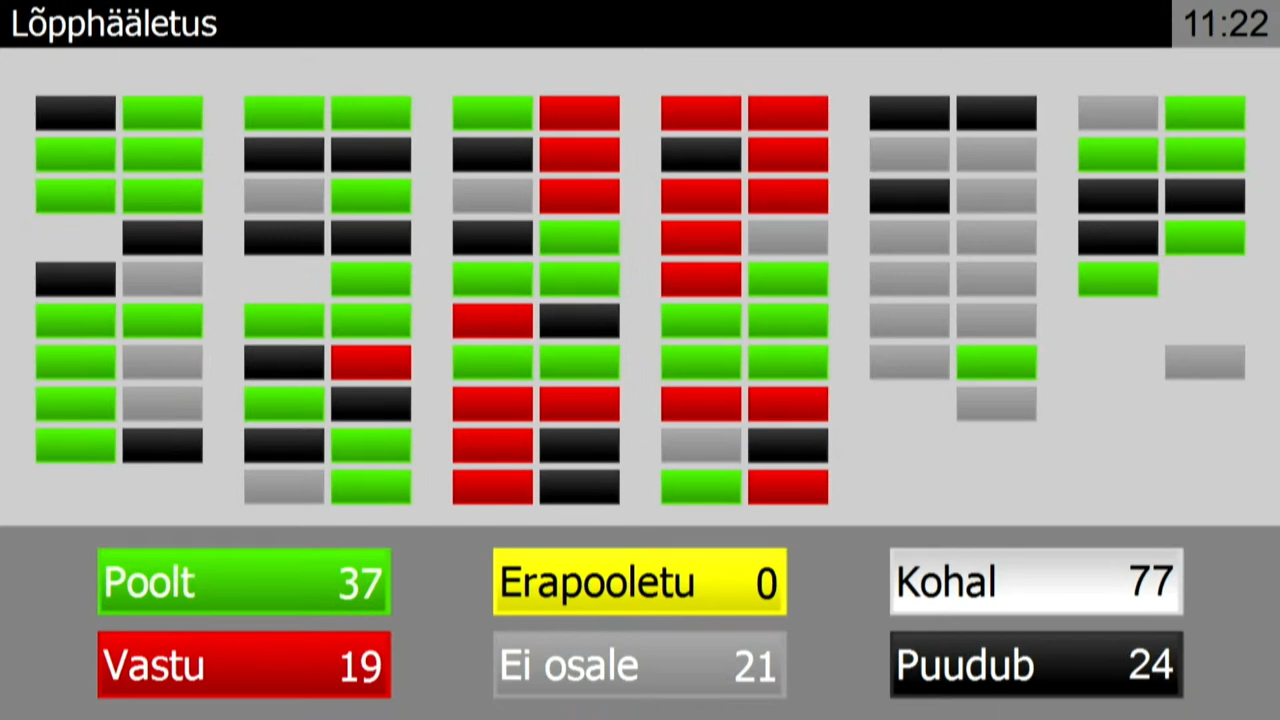 Lõpphääletus 11:22
Poolt 37 Erapooletu 0 Kohal 77
Vastu 19 Ei osale 21 Puudub 24